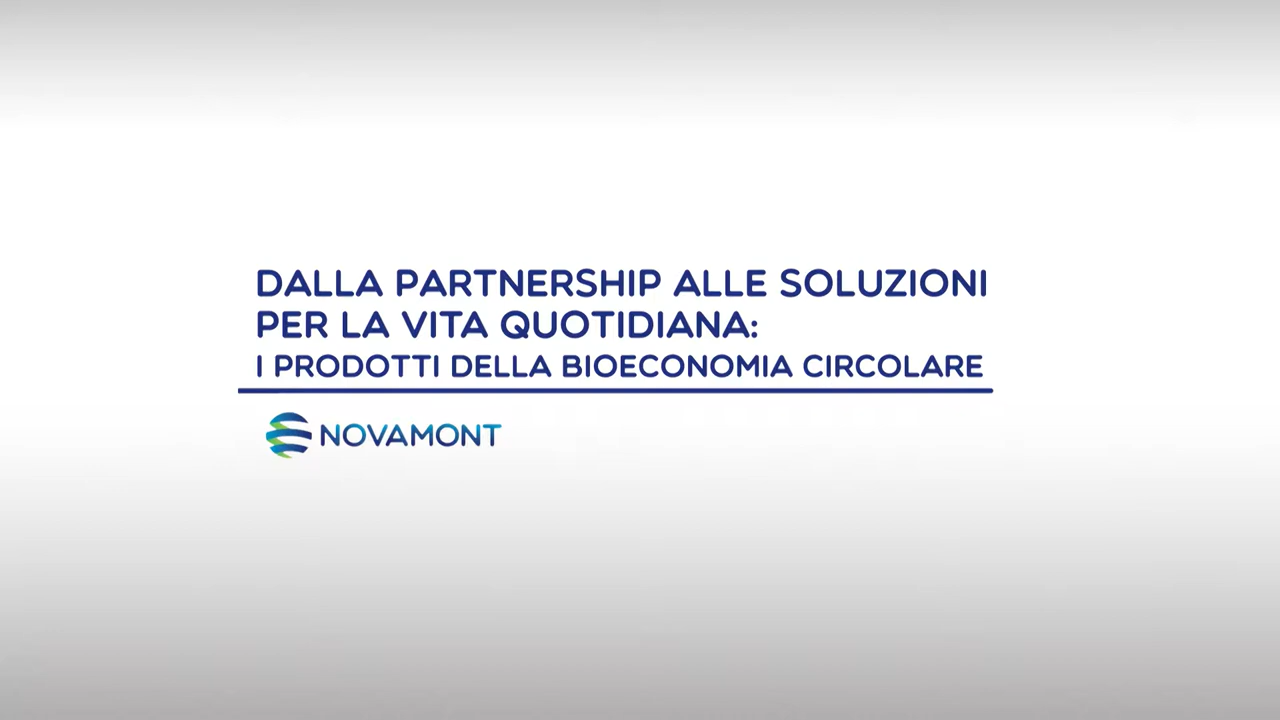 DALLA PARTNERSHIP ALLE SOLUZIONI
PER LA VITA QUOTIDIANA:
I PRODOTTI DELLA BIOECONOMIA CIRCOLARE
NOVAMONT